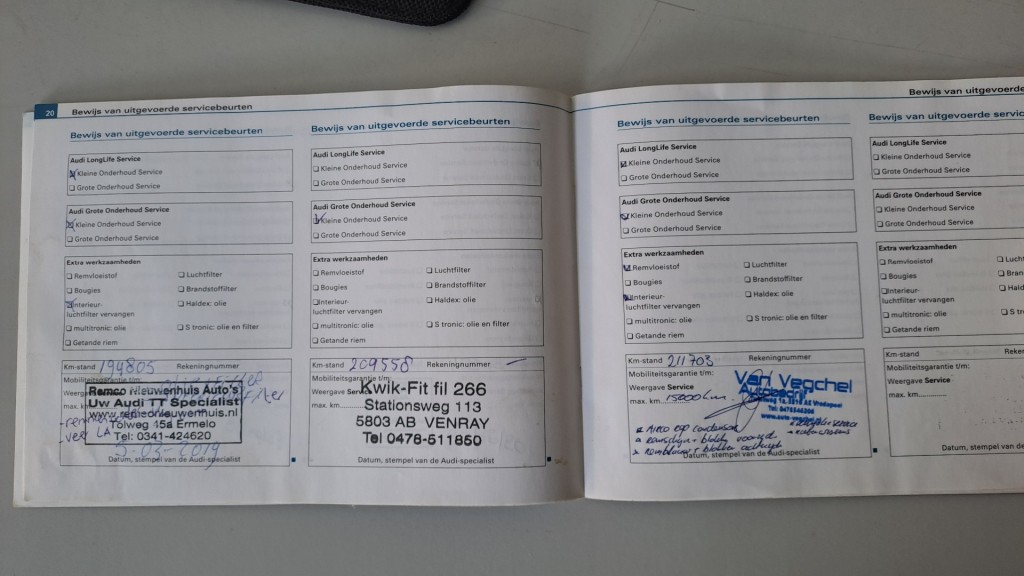 20
Bewijs van uitgevoerde servicebeurten
Bewijs van uitgevoerde servicebeurten
Audi LongLife Service
Kleine Onderhoud Service
Grote Onderhoud Service
Audi Grote Onderhoud Service
Kleine Onderhoud Service
Grote Onderhoud Service
Extra werkzaamheden
Remvloeistof
Luchtfilter
Bougies
Brandstoffilter
Interieur-
luchtfilter vervangen
Haldex: olie
multitronic: olie
S tronic: olie en filter
Getande riem
Km-stand 194805 Rekeningnummer
Mobiliteitsgarantie t/m:
Weergave
max. km.
Remco Nieuwenhuis Auto's
Uw Audi TT Specialist
www.remconieuwenhuis.nl
Tolweg 15a Ermelo
Tel: 0341-424620
5-03-2019
Datum, stempel van de Audi-specialist
Bewijs van uitgevoerde servicebeurten
Audi LongLife Service
Kleine Onderhoud Service
Grote Onderhoud Service
Audi Grote Onderhoud Service
Kleine Onderhoud Service
Grote Onderhoud Service
Extra werkzaamheden
Remvloeistof
Luchtfilter
Bougies
Brandstoffilter
Interieur-
luchtfilter vervangen
Haldex: olie
multitronic: olie
S tronic: olie en filter
Getande riem
Km-stand 209558 Rekeningnummer
Mobiliteitsgarantie t/m:
Weergave Service
max. km.
Kwik-Fit fil 266
Stationsweg 113
5803 AB VENRAY
Tel 0478-511850
Datum, stempel van de Audi-specialist
Bewijs van uitgevoerde
Bewijs van uitgevoerde servicebeurten
Audi LongLife Service
Kleine Onderhoud Service
Grote Onderhoud Service
Audi Grote Onderhoud Service
Kleine Onderhoud Service
Grote Onderhoud Service
Extra werkzaamheden
Remvloeistof
Luchtfilter
Bougies
Brandstoffilter
Interieur-
luchtfilter vervangen
Haldex: olie
multitronic: olie
S tronic: olie en filter
Getande riem
Km-stand 211703 Rekeningnummer
Mobiliteitsgarantie t/m:
Weergave Service
max. km. 15000 km
Van Veghel
Autobedrijf
Datum, stempel van de Audi-specialist
Bewijs van uitgevoerde
Audi LongLife Service
Kleine Onderhoud Service
Grote Onderhoud Service
Audi Grote Onderhoud Service
Kleine Onderhoud Service
Grote Onderhoud Service
Extra werkzaamheden
Remvloeistof
Bougies
Interieur-
luchtfilter vervangen
multitronic: olie
Getande riem
Km-stand
Mobiliteitsgarantie t/m:
Weergave Service
max. km.
Datum, stempel van de